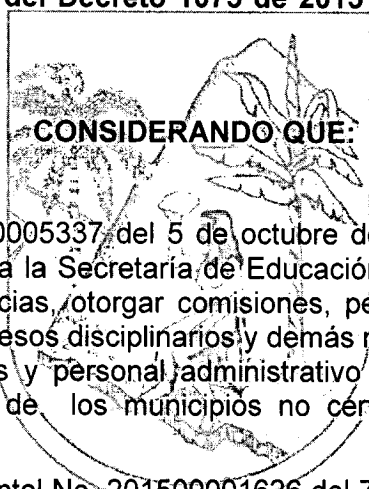 del Decreto 1075 de 2015
CONSIDERANDO QUE:
0005337 del 5 de octubre de
a la Secretaría de Educación
cias, otorgar comisiones, pe
esos disciplinarios y demás
s y personal administrativo
de los municipios no cer
No. 201500001626 del 7